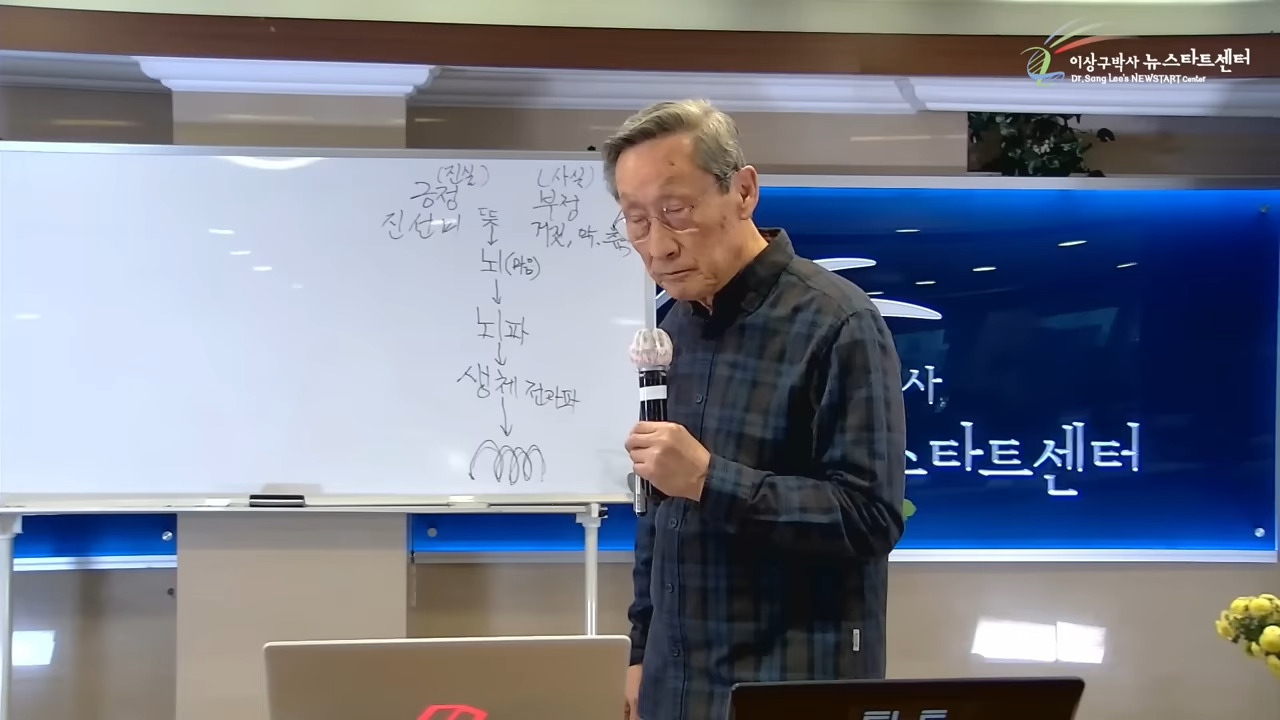 이상구박사 뉴스타트센터
Dr. Sang Lee's NEWSTART Center
(진실) (사실)
긍정 부정
진선미 뜻 거짓, 악, 추
뇌(마음)
뇌파
생체 전자파
사
스타트센터